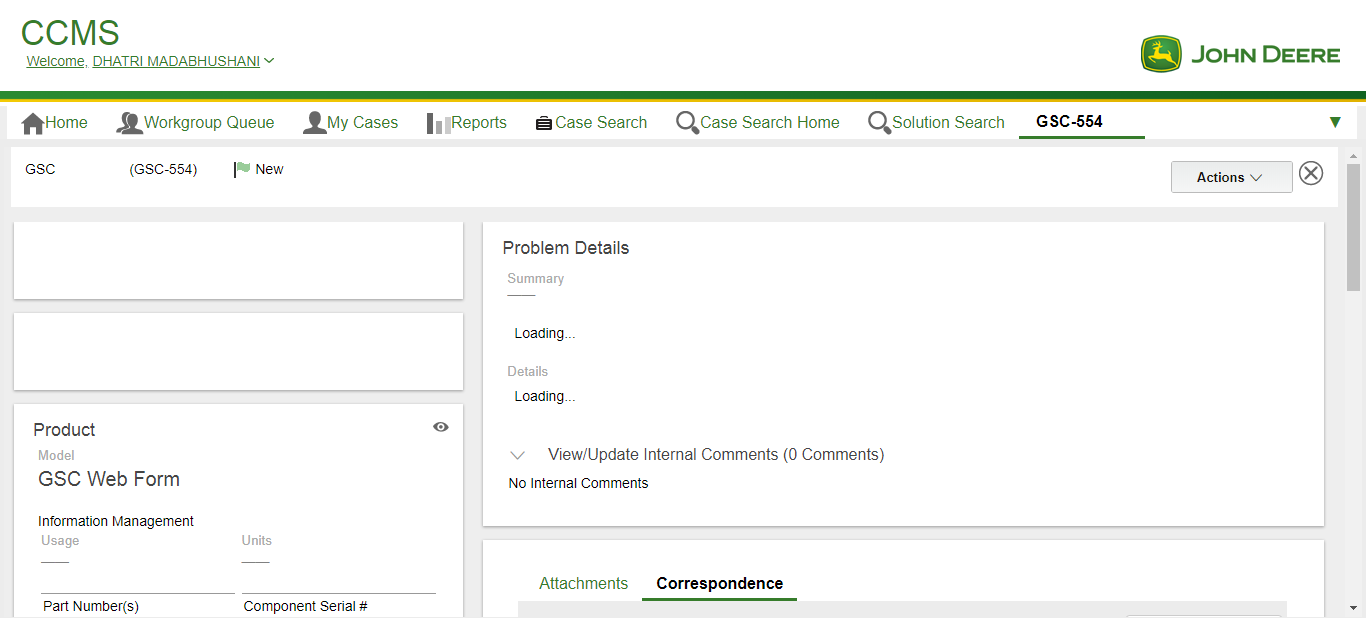 CCMS
Welcome, DHATRI MADABHUSHANI
JOHN DEERE
Home Workgroup Queue My Cases Reports Case Search Case Search Home Solution Search GSC-554
GSC (GSC-554) New
Actions
Problem Details
Summary
Loading...
Details
Loading...
View/Update Internal Comments (0 Comments)
No Internal Comments
Product
Model
GSC Web Form
Information Management
Usage Units
Part Number(s) Component Serial #
Attachments Correspondence